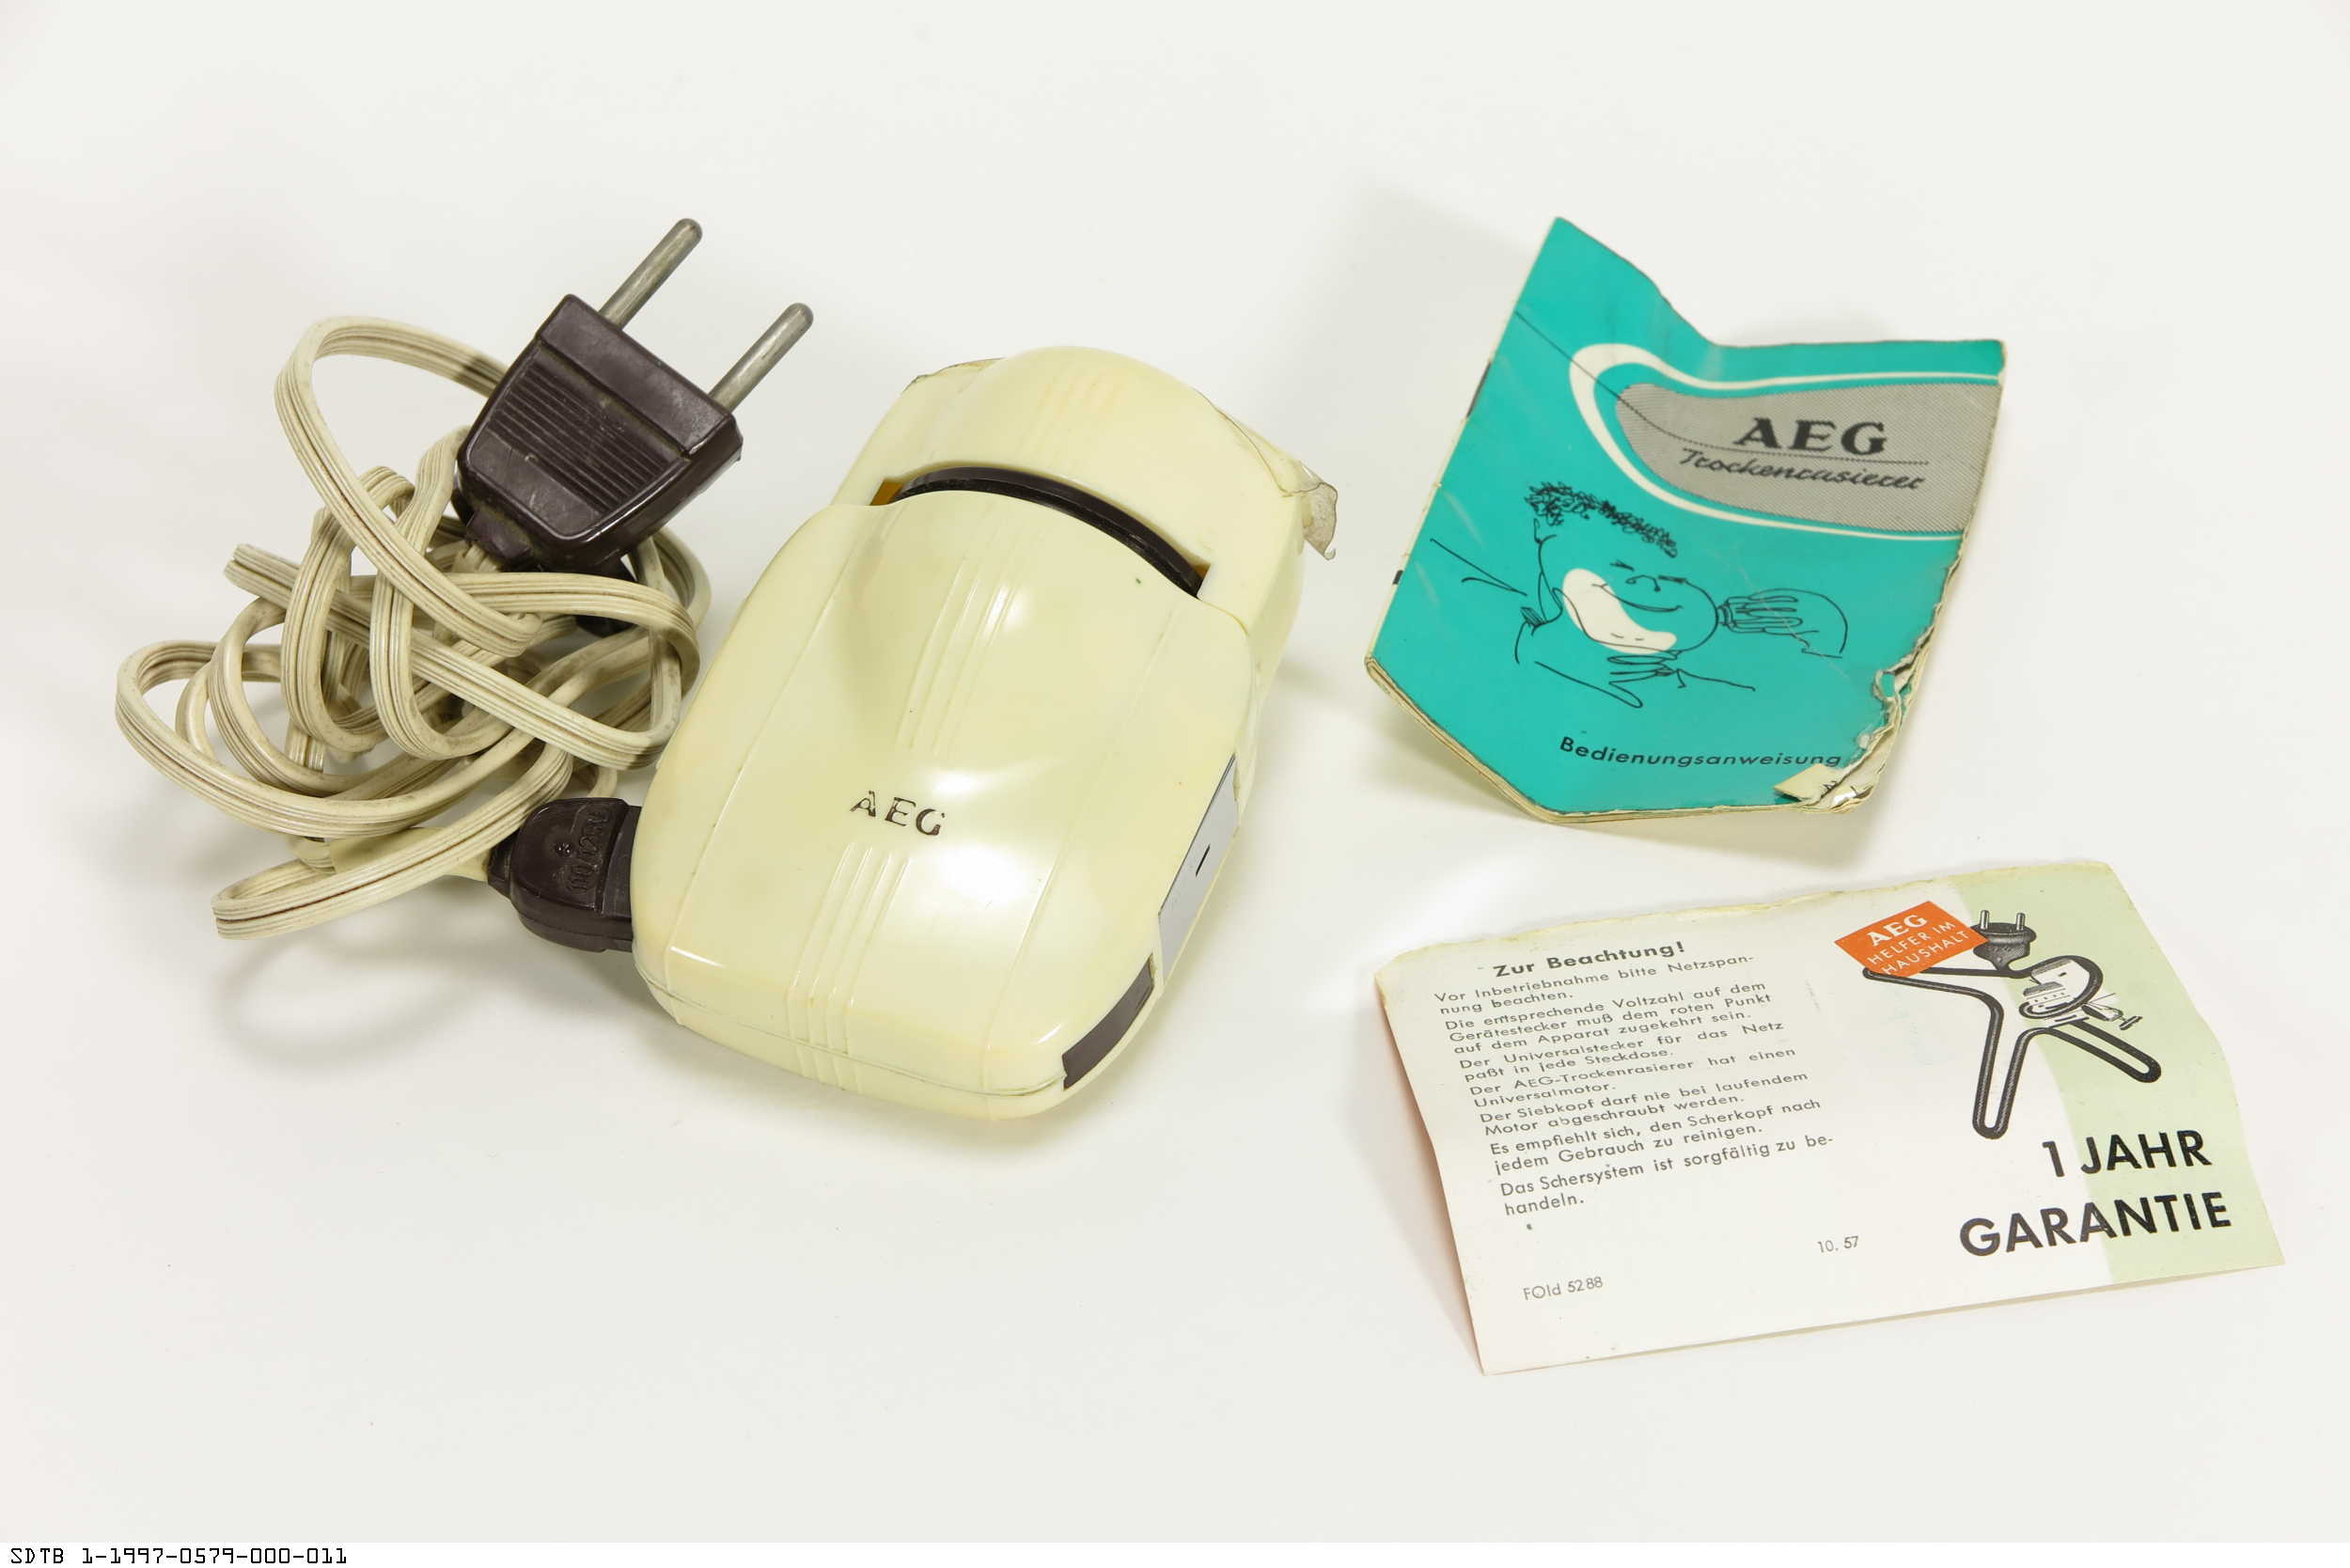 AEG
Trockenrasierer
Bedienungsanweisung
AEG
Zur Beachtung!
Vor Inbetriebnahme bitte Netzspan-
nung beachten.
Die entsprechende Voltzahl auf dem
Gerätestecker muß dem roten Punkt
auf dem Apparat zugekehrt sein.
Der Universalstecker für das Netz
paßt in jede Steckdose.
Der AEG-Trockenrasierer hat einen
Universalmotor.
Der Siebkopf darf nie bei laufendem
Motor abgeschraubt werden.
Es empfiehlt sich, den Scherkopf nach
jedem Gebrauch zu reinigen.
Das Schersystem ist sorgfältig zu be-
handeln.
10. 57
FOld 5288
AEG
HELFER IM
HAUSHALT
1 JAHR
GARANTIE
SDTB 1-1997-0579-000-011